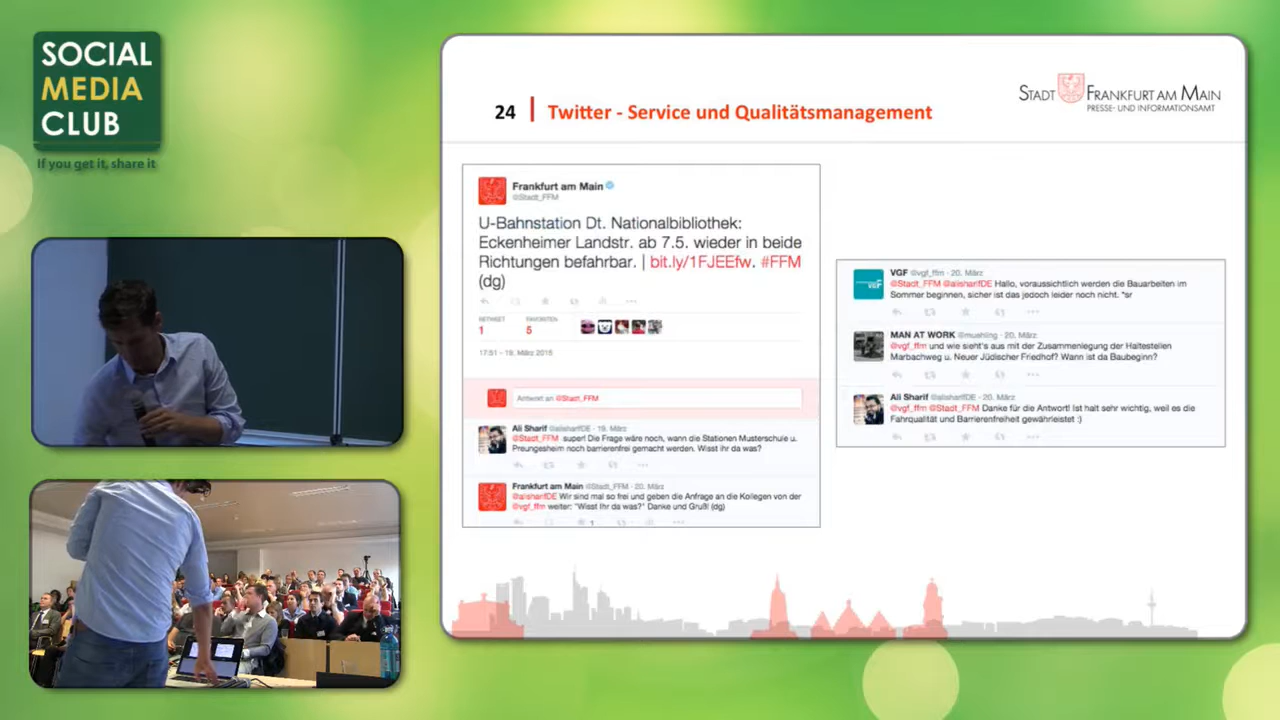 SOCIAL
MEDIA
CLUB
If you get it, share it
24 | Twitter - Service und Qualitätsmanagement
STADT FRANKFURT AM MAIN
PRESSE- UND INFORMATIONSAMT
Frankfurt am Main
@Stadt_FFM
U-Bahnstation Dt. Nationalbibliothek:
Eckenheimer Landstr. ab 7.5. wieder in beide
Richtungen befahrbar. | bit.ly/1FJEEfw. #FFM
(dg)
RETWEET
1
FAVORITEN
5
17:51 - 19. März 2015
Antwort an @Stadt_FFM
Ali Sharif @alisharifDE · 19. März
@Stadt_FFM super! Die Frage wäre noch, wann die Stationen Musterschule u.
Preungesheim noch barrierefrei gemacht werden. Wisst ihr da was?
Frankfurt am Main @Stadt_FFM · 20. März
@alisharifDE Wir sind mal so frei und geben die Anfrage an die Kollegen von der
@vgf_ffm weiter: "Wisst Ihr da was?" Danke und Gruß! (dg)
1
VGF @vgf_ffm · 20. März
@Stadt_FFM @alisharifDE Hallo, voraussichtlich werden die Bauarbeiten im
Sommer beginnen, sicher ist das jedoch leider noch nicht. *sr
MAN AT WORK @muehling · 20. März
@vgf_ffm und wie sieht's aus mit der Zusammenlegung der Haltestellen
Marbachweg u. Neuer Jüdischer Friedhof? Wann ist da Baubeginn?
Ali Sharif @alisharifDE · 20. März
@vgf_ffm @Stadt_FFM Danke für die Antwort! Ist halt sehr wichtig, weil es die
Fahrqualität und Barrierenfreiheit gewährleistet :)